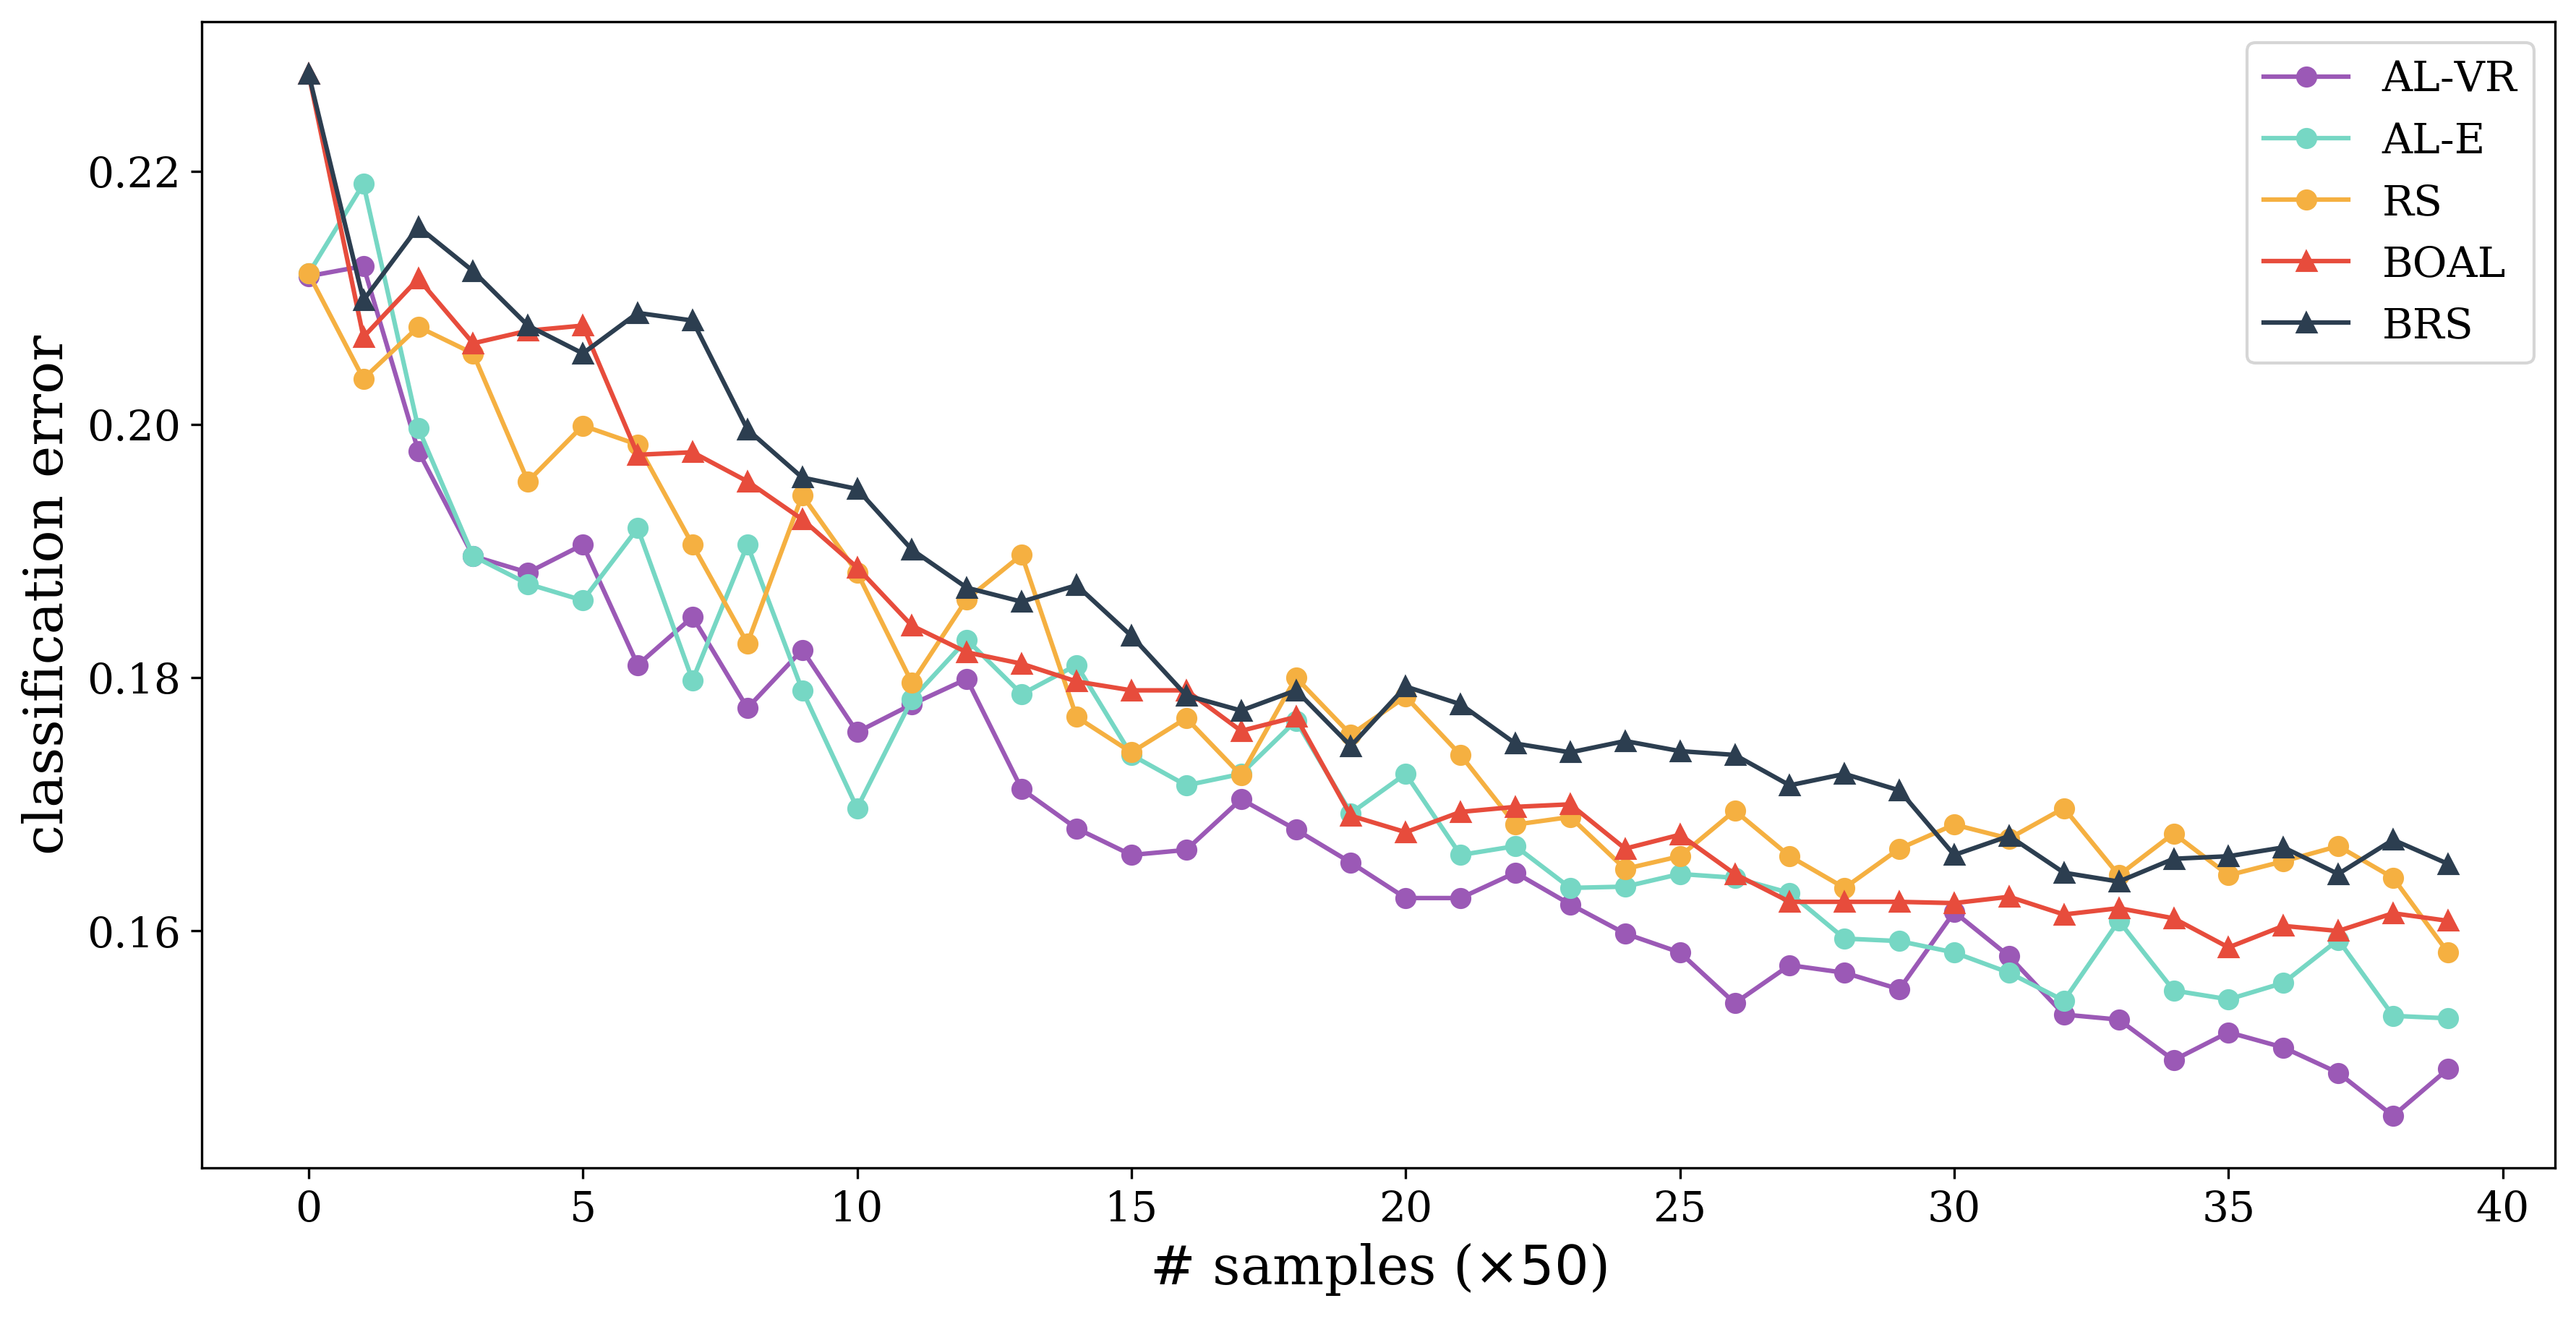 0.22
0.20
0.18
0.16
classification error
0
5
10
15
20
25
30
35
40
# samples (×50)
AL-VR
AL-E
RS
BOAL
BRS